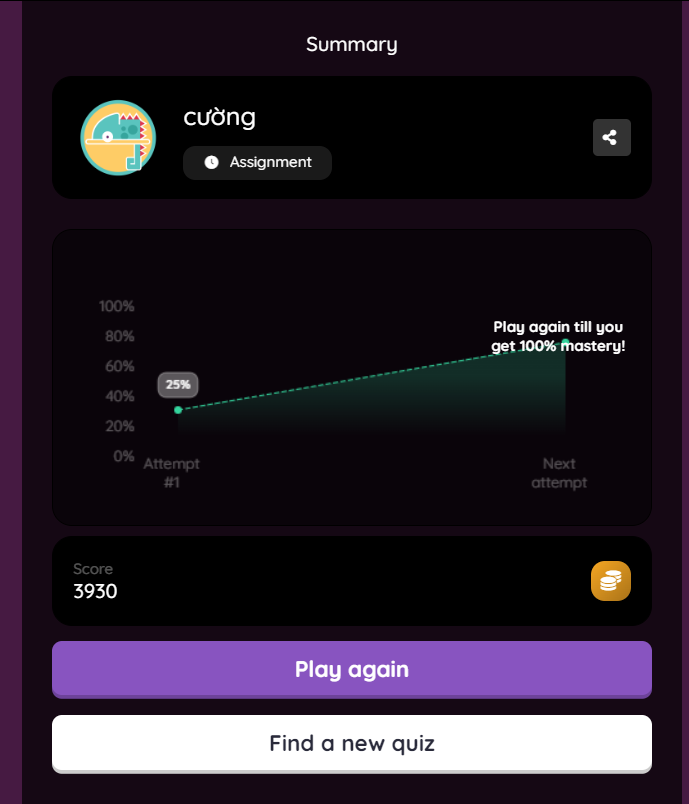 Summary
cường
Assignment
100%
80%
60%
40%
20%
0%
25%
Play again till you
get 100% mastery!
Attempt
#1
Next
attempt
Score
3930
Play again
Find a new quiz